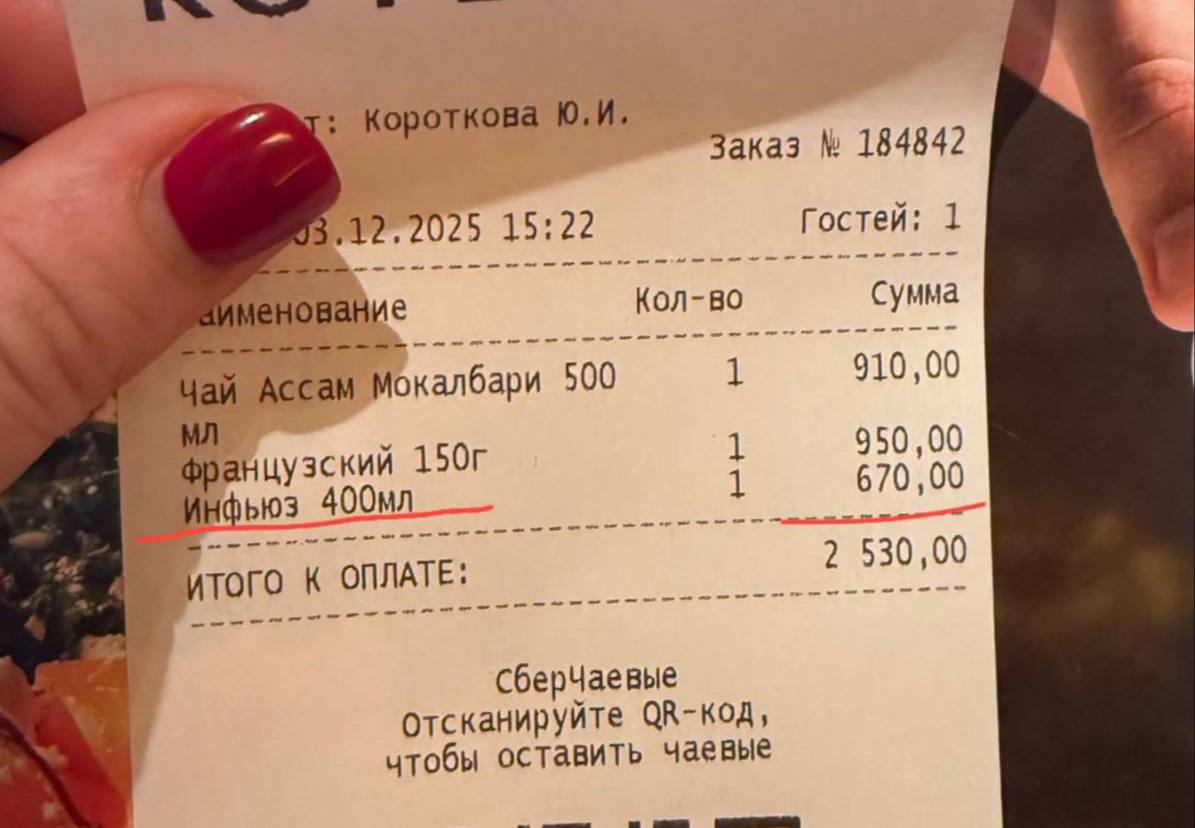 Короткова Ю.И.
Заказ № 184842
03.12.2025 15:22
Гостей: 1
Кол-во Сумма
Чай Ассам Мокалбари 500 1 910,00
мл
французский 150г 1 950,00
Инфьюз 400мл 1 670,00
ИТОГО К ОПЛАТЕ: 2 530,00
СберЧаевые
Отсканируйте QR-код,
чтобы оставить чаевые